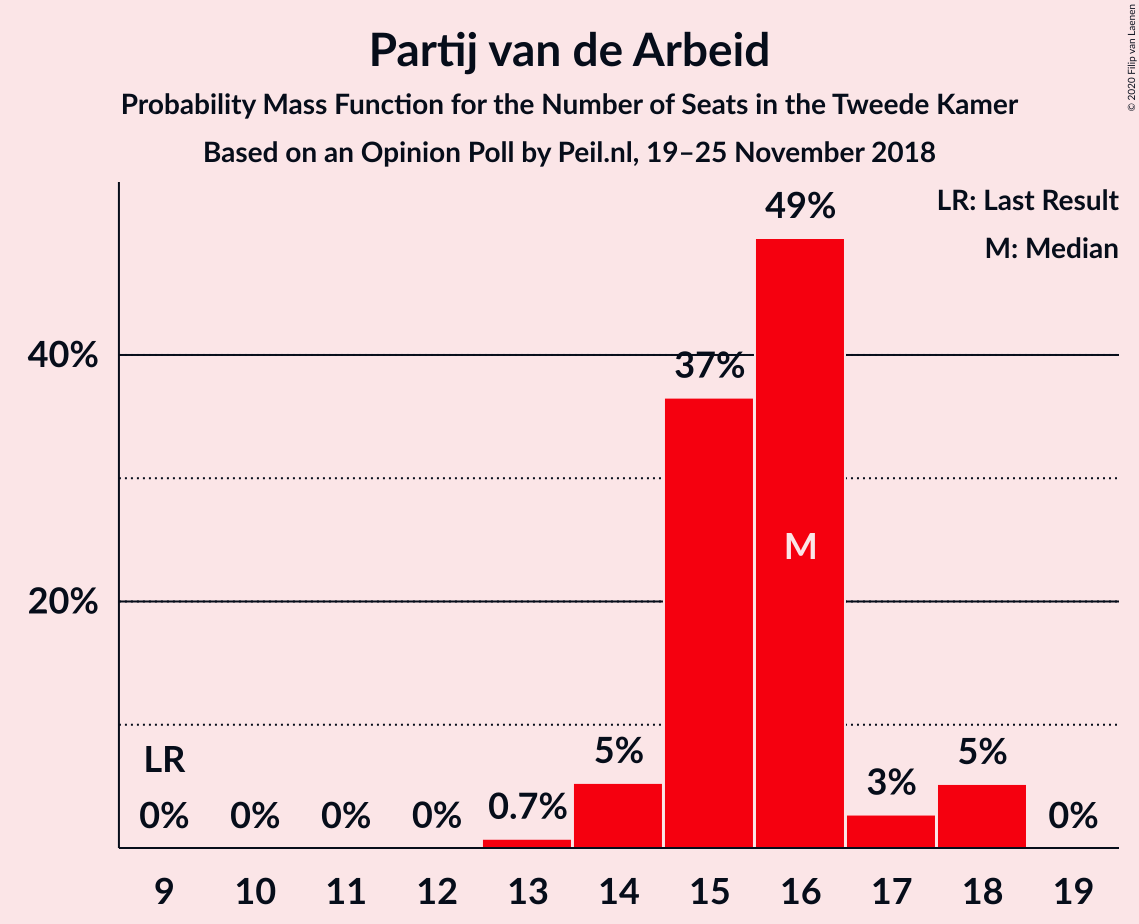 Partij van de Arbeid
Probability Mass Function for the Number of Seats in the Tweede Kamer
Based on an Opinion Poll by Peil.nl, 19–25 November 2018
© 2020 Filip van Laenen
LR: Last Result
M: Median
49%
40%
37%
M
20%
LR
0%
0%
0%
0%
0.7%
5%
3%
5%
0%
9 10 11 12 13 14 15 16 17 18 19